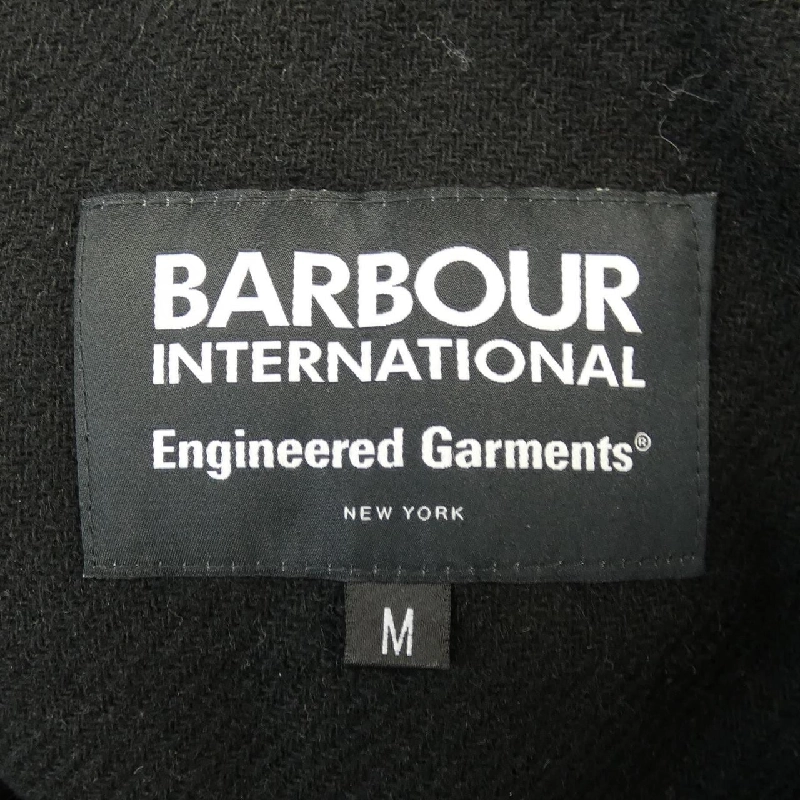 BARBOUR
INTERNATIONAL
Engineered Garments®
NEW YORK
M